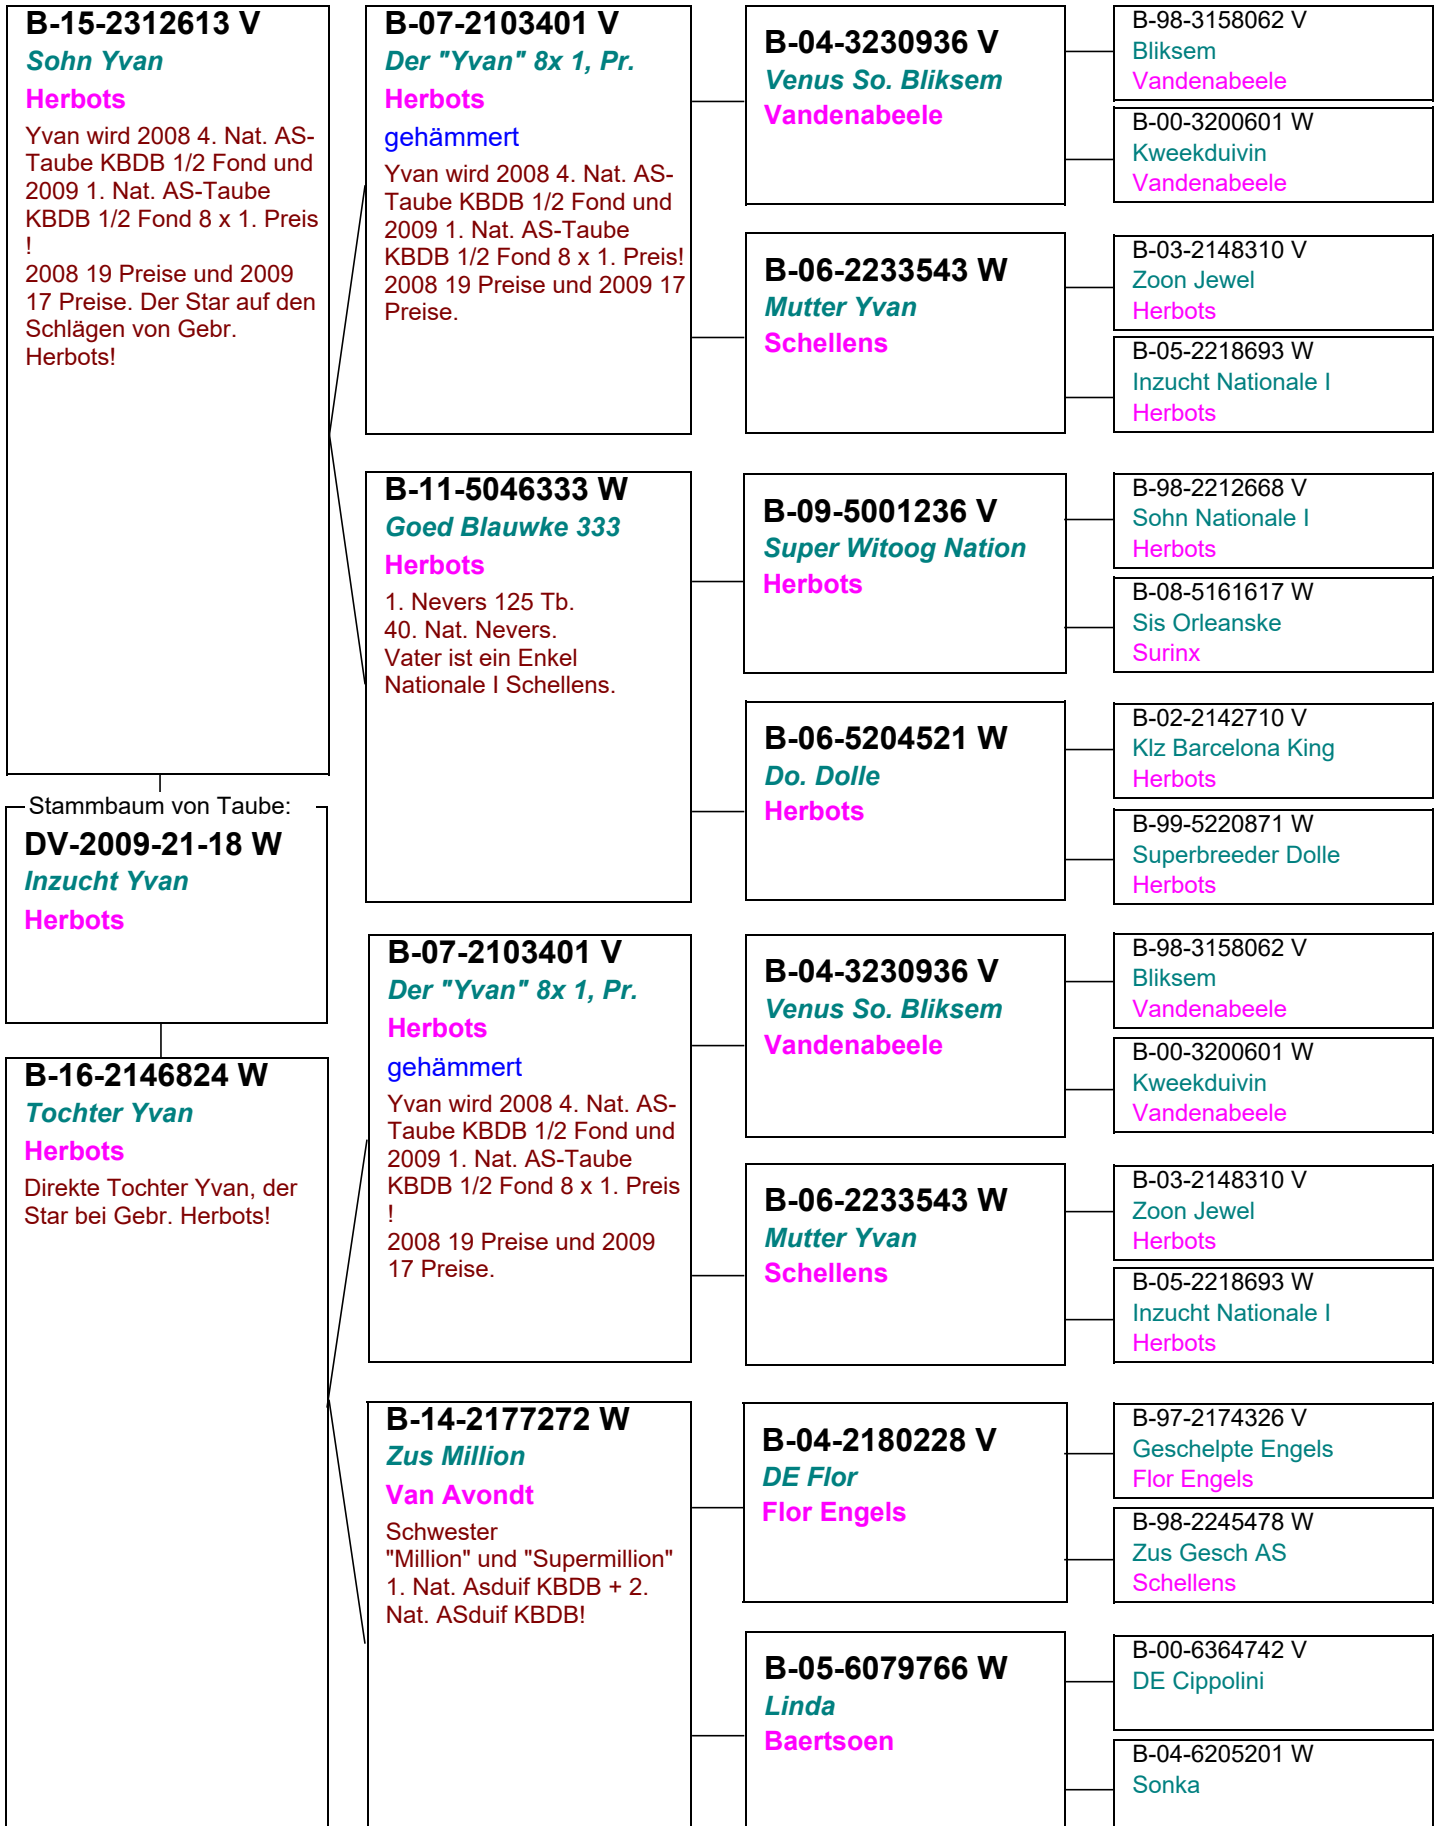 B-15-2312613 V
Sohn Yvan
Herbots
Yvan wird 2008 4. Nat. AS-
Taube KBDB 1/2 Fond und
2009 1. Nat. AS-Taube
KBDB 1/2 Fond 8 x 1. Preis
!
2008 19 Preise und 2009
17 Preise. Der Star auf den
Schlägen von Gebr.
Herbots!
Stammbaum von Taube:
DV-2009-21-18 W
Inzucht Yvan
Herbots
B-16-2146824 W
Tochter Yvan
Herbots
Direkte Tochter Yvan, der
Star bei Gebr. Herbots!
B-07-2103401 V
Der "Yvan" 8x 1, Pr.
Herbots
gehämmert
Yvan wird 2008 4. Nat. AS-
Taube KBDB 1/2 Fond und
2009 1. Nat. AS-Taube
KBDB 1/2 Fond 8 x 1. Preis!
2008 19 Preise und 2009 17
Preise.
B-11-5046333 W
Goed Blauwke 333
Herbots
1. Nevers 125 Tb.
40. Nat. Nevers.
Vater ist ein Enkel
Nationale I Schellens.
B-07-2103401 V
Der "Yvan" 8x 1, Pr.
Herbots
gehämmert
Yvan wird 2008 4. Nat. AS-
Taube KBDB 1/2 Fond und
2009 1. Nat. AS-Taube
KBDB 1/2 Fond 8 x 1. Preis
!
2008 19 Preise und 2009
17 Preise.
B-14-2177272 W
Zus Million
Van Avondt
Schwester
"Million" und "Supermillion"
1. Nat. Asduif KBDB + 2.
Nat. ASduif KBDB!
B-04-3230936 V
Venus So. Bliksem
Vandenabeele
B-06-2233543 W
Mutter Yvan
Schellens
B-09-5001236 V
Super Witoog Nation
Herbots
B-06-5204521 W
Do. Dolle
Herbots
B-04-3230936 V
Venus So. Bliksem
Vandenabeele
B-06-2233543 W
Mutter Yvan
Schellens
B-04-2180228 V
DE Flor
Flor Engels
B-05-6079766 W
Linda
Baertsoen
B-98-3158062 V
Bliksem
Vandenabeele
B-00-3200601 W
Kweekduivin
Vandenabeele
B-03-2148310 V
Zoon Jewel
Herbots
B-05-2218693 W
Inzucht Nationale I
Herbots
B-98-2212668 V
Sohn Nationale I
Herbots
B-08-5161617 W
Sis Orleanske
Surinx
B-02-2142710 V
Klz Barcelona King
Herbots
B-99-5220871 W
Superbreeder Dolle
Herbots
B-98-3158062 V
Bliksem
Vandenabeele
B-00-3200601 W
Kweekduivin
Vandenabeele
B-03-2148310 V
Zoon Jewel
Herbots
B-05-2218693 W
Inzucht Nationale I
Herbots
B-97-2174326 V
Geschelpte Engels
Flor Engels
B-98-2245478 W
Zus Gesch AS
Schellens
B-00-6364742 V
DE Cippolini
B-04-6205201 W
Sonka